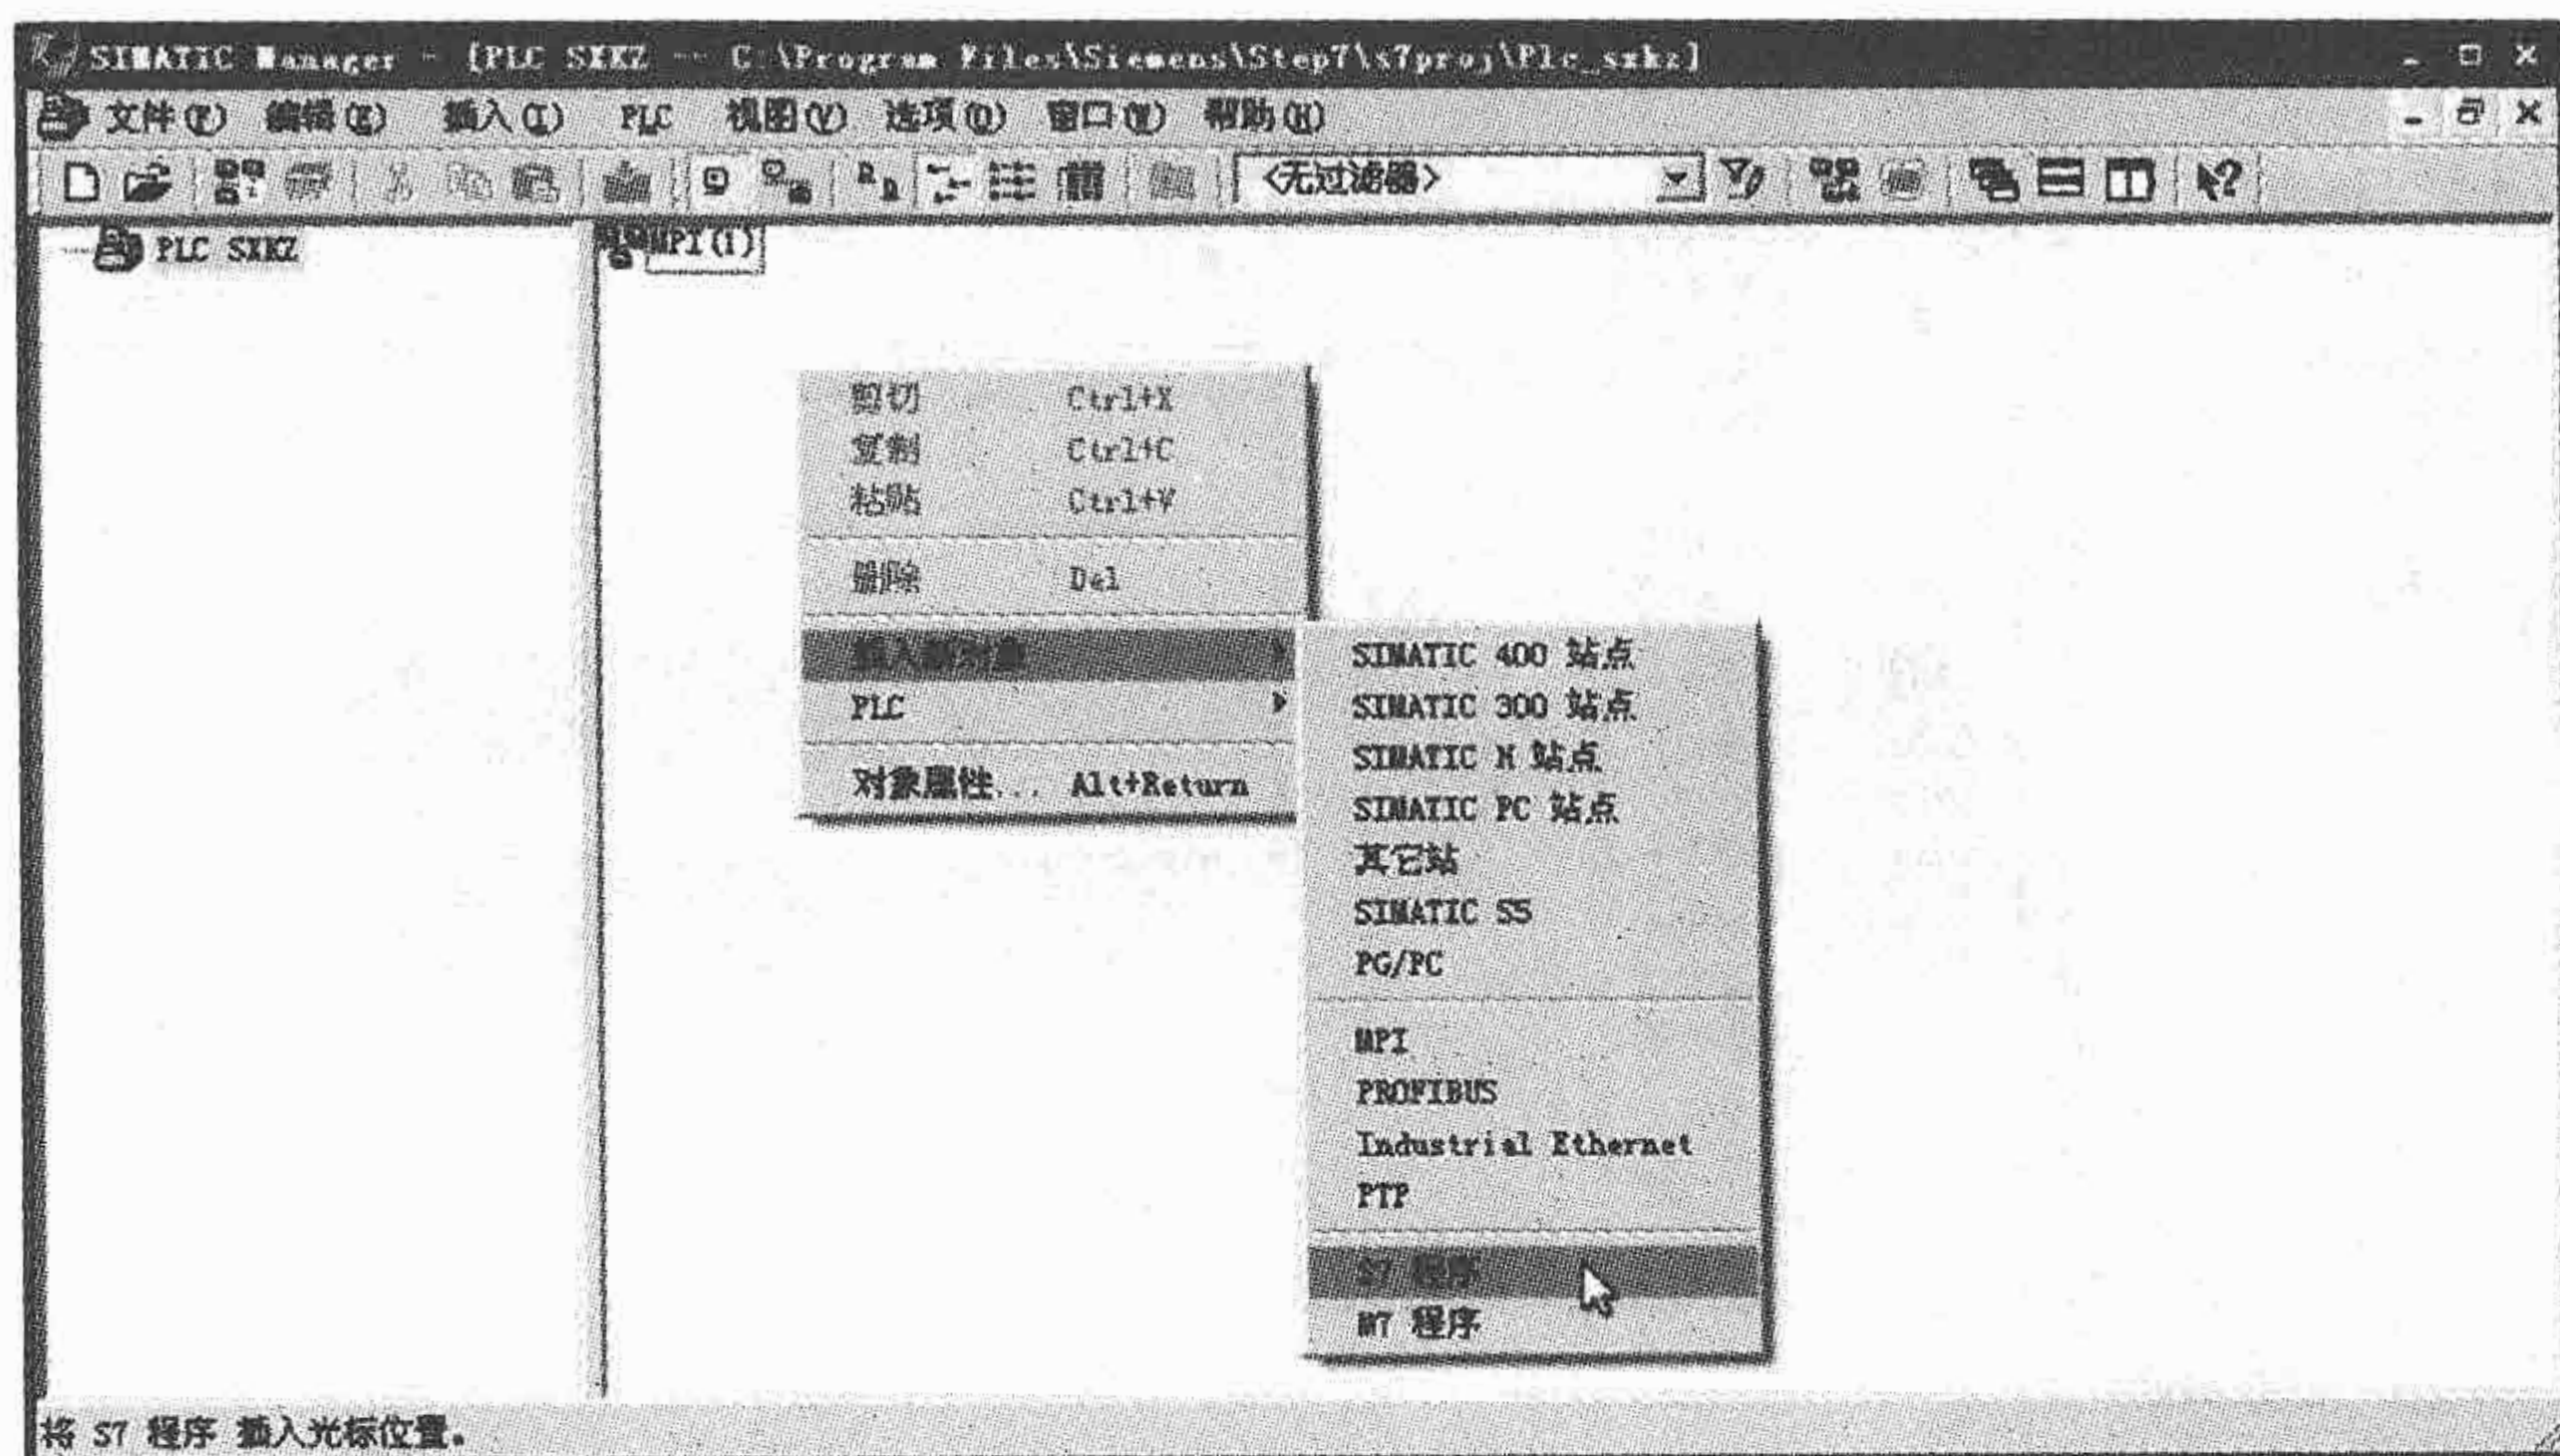 SIMATIC Manager - [PLC SXKZ -- C:\Program Files\Siemens\Step7\s7proj\Plc_sxkz]
文件(F) 编辑(E) 插入(I) PLC 视图(V) 选项(O) 窗口(W) 帮助(H)
<无过滤器>
PLC SXKZ
MPI(1)
剪切 Ctrl+X
复制 Ctrl+C
粘贴 Ctrl+V
删除 Del
插入新对象
PLC
对象属性... Alt+Return
SIMATIC 400 站点
SIMATIC 300 站点
SIMATIC H 站点
SIMATIC PC 站点
其它站
SIMATIC S5
PG/PC
MPI
PROFIBUS
Industrial Ethernet
PTP
S7 程序
M7 程序
将 S7 程序 插入光标位置。